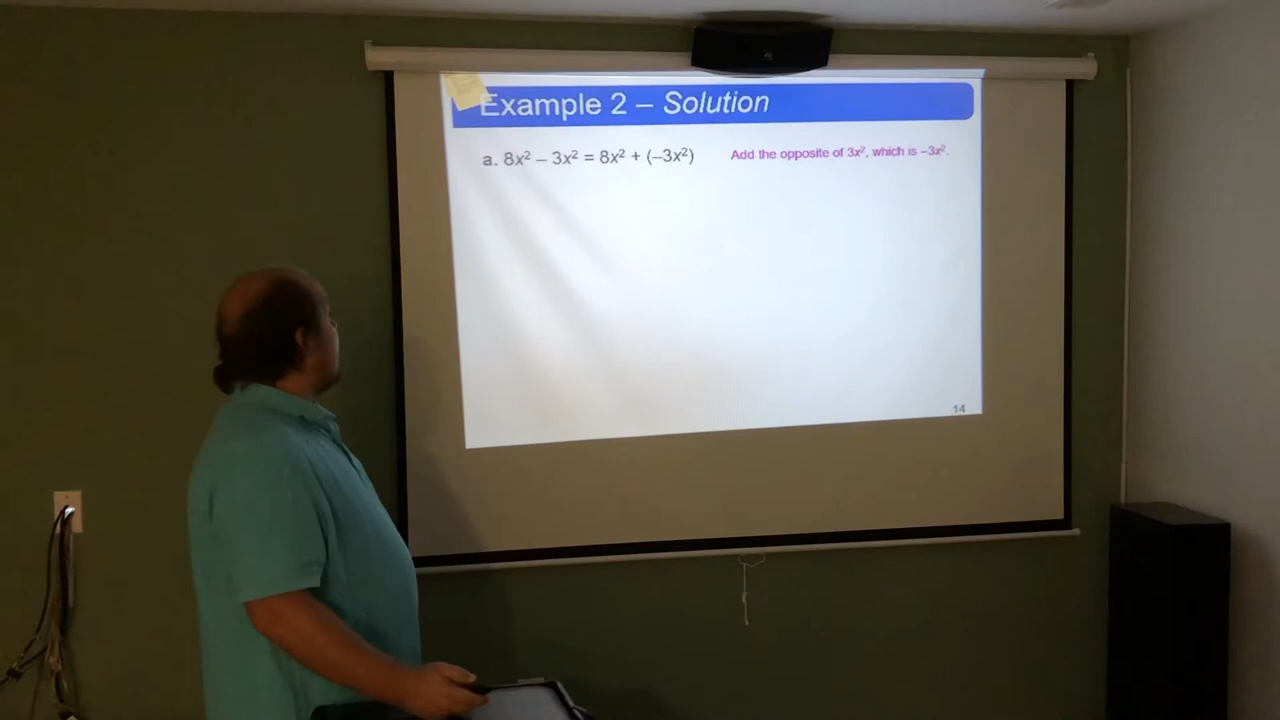 Example 2 – Solution
a. 8x² – 3x² = 8x² + (–3x²) Add the opposite of 3x², which is –3x².
14